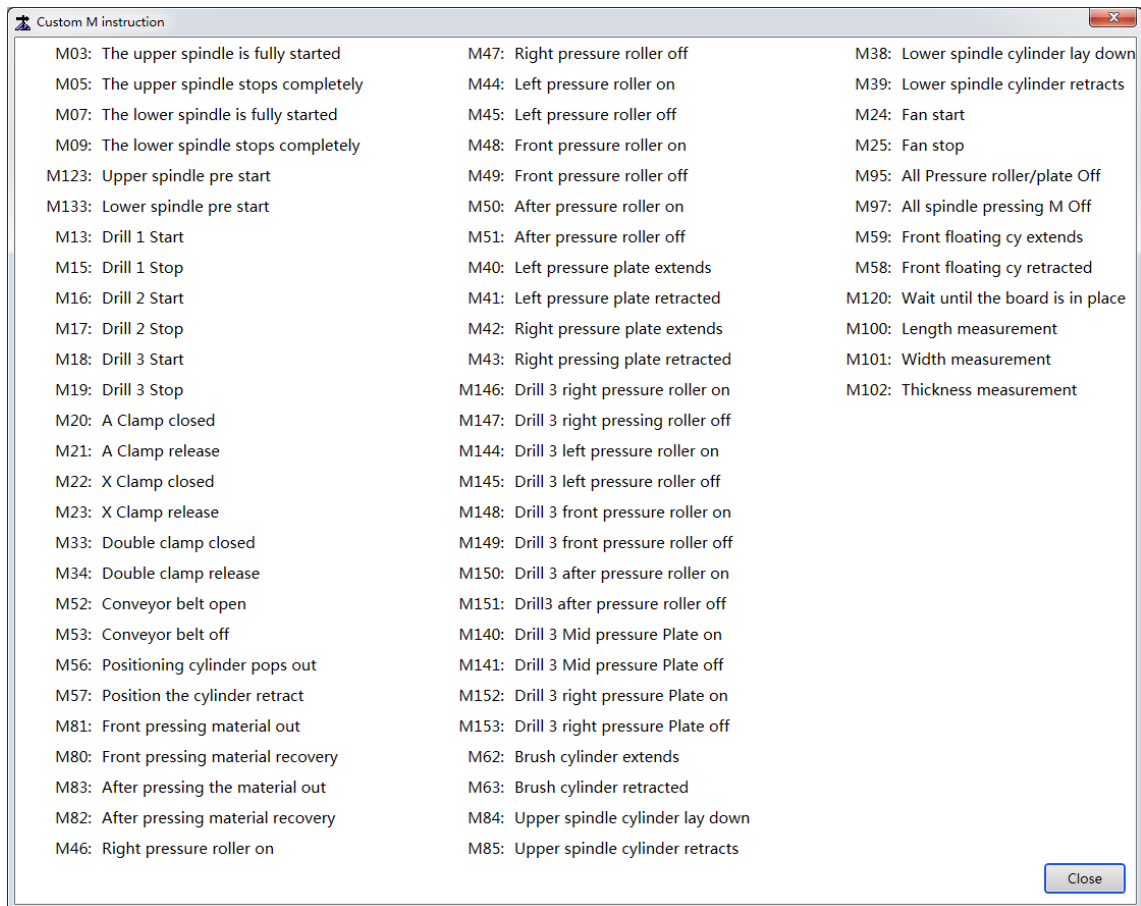 Custom M instruction
M03: The upper spindle is fully started
M05: The upper spindle stops completely
M07: The lower spindle is fully started
M09: The lower spindle stops completely
M123: Upper spindle pre start
M133: Lower spindle pre start
M13: Drill 1 Start
M15: Drill 1 Stop
M16: Drill 2 Start
M17: Drill 2 Stop
M18: Drill 3 Start
M19: Drill 3 Stop
M20: A Clamp closed
M21: A Clamp release
M22: X Clamp closed
M23: X Clamp release
M33: Double clamp closed
M34: Double clamp release
M52: Conveyor belt open
M53: Conveyor belt off
M56: Positioning cylinder pops out
M57: Position the cylinder retract
M81: Front pressing material out
M80: Front pressing material recovery
M83: After pressing the material out
M82: After pressing material recovery
M46: Right pressure roller on
M47: Right pressure roller off
M44: Left pressure roller on
M45: Left pressure roller off
M48: Front pressure roller on
M49: Front pressure roller off
M50: After pressure roller on
M51: After pressure roller off
M40: Left pressure plate extends
M41: Left pressure plate retracted
M42: Right pressure plate extends
M43: Right pressing plate retracted
M146: Drill 3 right pressure roller on
M147: Drill 3 right pressing roller off
M144: Drill 3 left pressure roller on
M145: Drill 3 left pressure roller off
M148: Drill 3 front pressure roller on
M149: Drill 3 front pressure roller off
M150: Drill 3 after pressure roller on
M151: Drill3 after pressure roller off
M140: Drill 3 Mid pressure Plate on
M141: Drill 3 Mid pressure Plate off
M152: Drill 3 right pressure Plate on
M153: Drill 3 right pressure Plate off
M62: Brush cylinder extends
M63: Brush cylinder retracted
M84: Upper spindle cylinder lay down
M85: Upper spindle cylinder retracts
M38: Lower spindle cylinder lay down
M39: Lower spindle cylinder retracts
M24: Fan start
M25: Fan stop
M95: All Pressure roller/plate Off
M97: All spindle pressing M Off
M59: Front floating cy extends
M58: Front floating cy retracted
M120: Wait until the board is in place
M100: Length measurement
M101: Width measurement
M102: Thickness measurement
Close